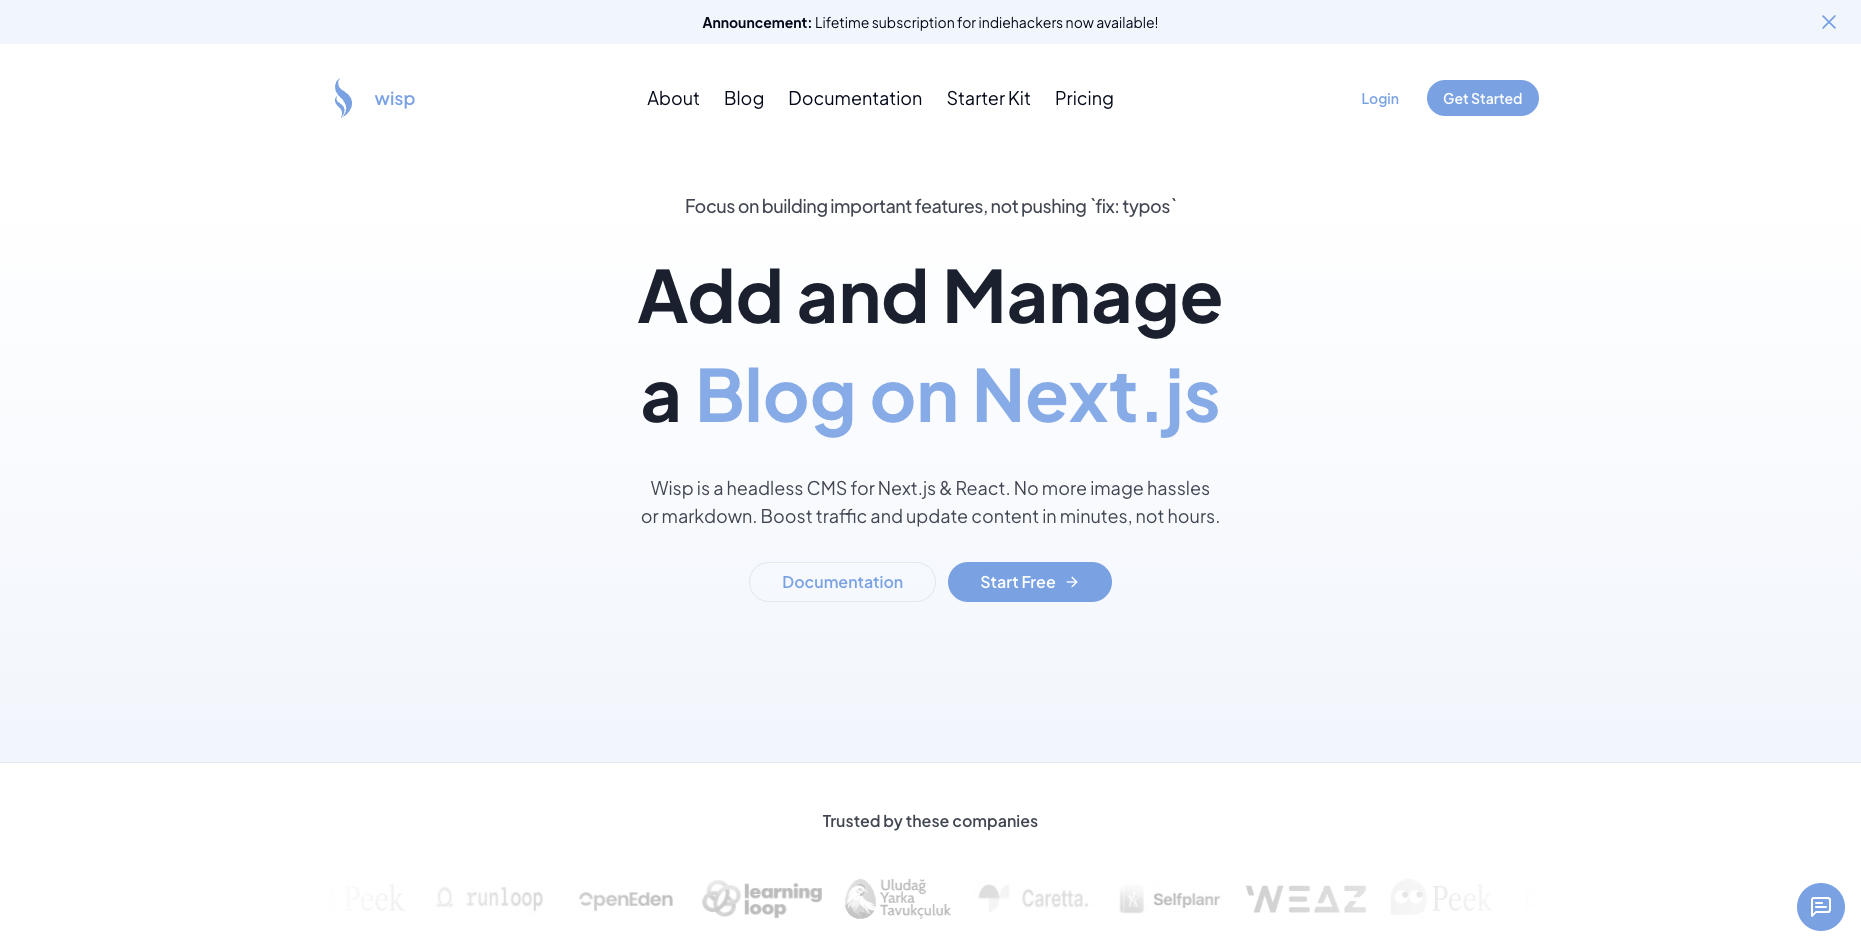 Announcement: Lifetime subscription for indiehackers now available!
wisp
About
Blog
Documentation
Starter Kit
Pricing
Login
Get Started
Focus on building important features, not pushing `fix: typos`
Add and Manage
a Blog on Next.js
Wisp is a headless CMS for Next.js & React. No more image hassles
or markdown. Boost traffic and update content in minutes, not hours.
Documentation
Start Free
Trusted by these companies
Peek
runloop
OpenEden
learning
loop
Uludağ
Yarka
Tavukçuluk
Caretta.
Selfplanr
WEAZ
Peek